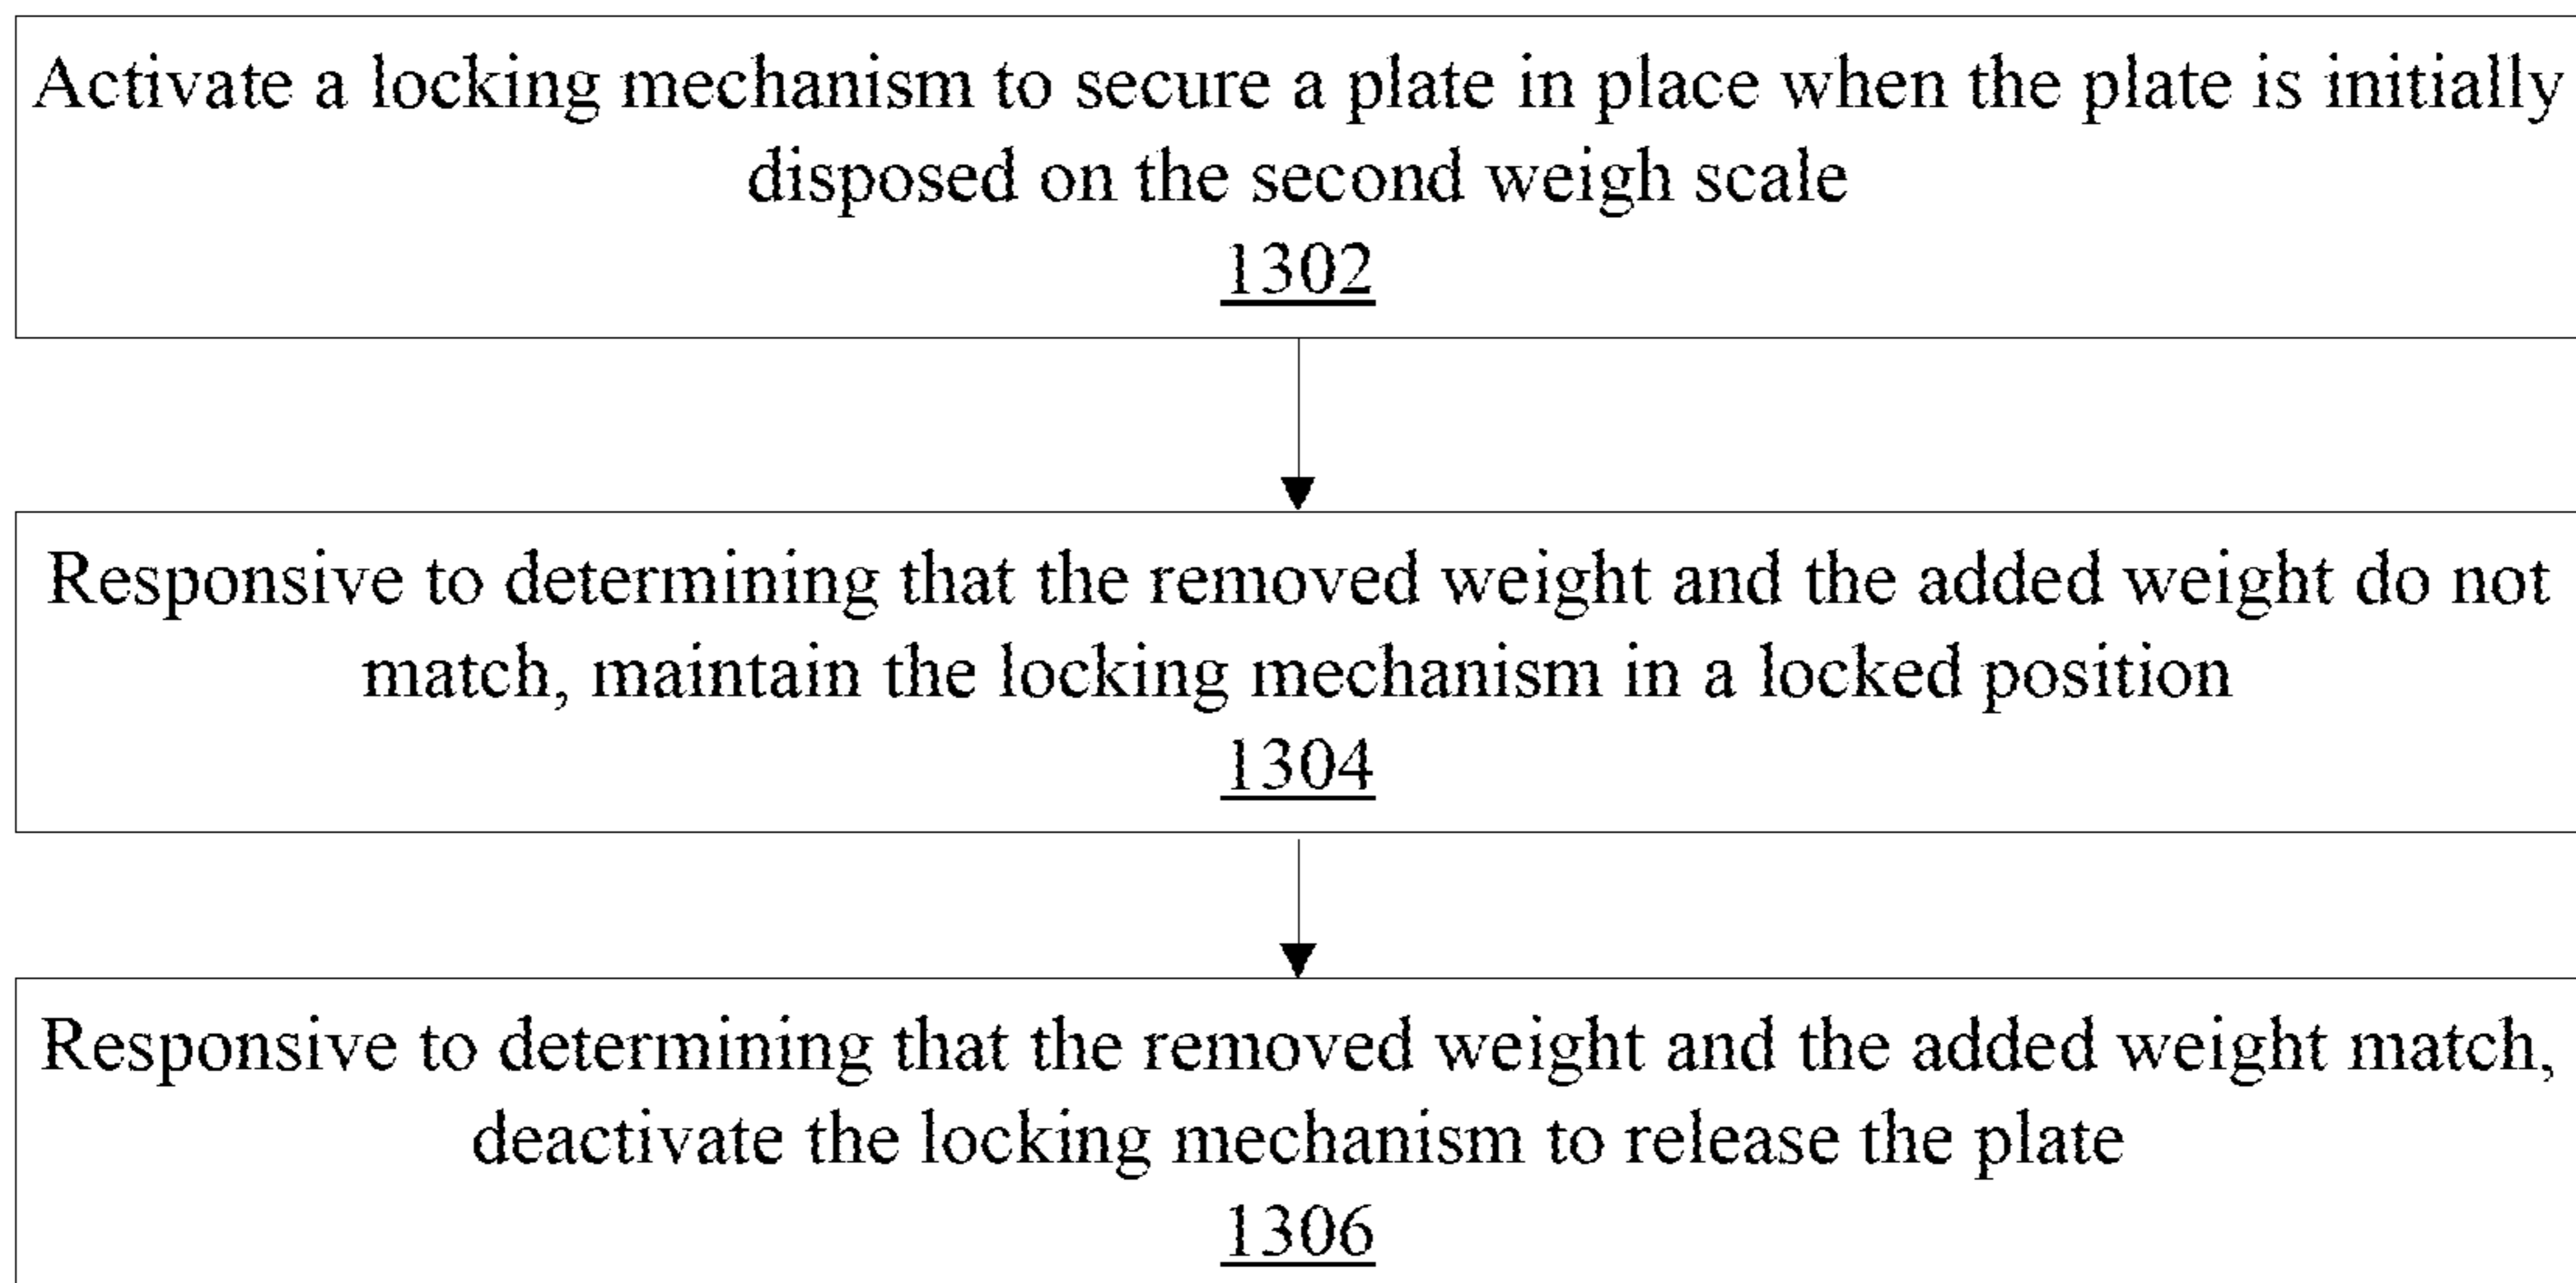 Activate a locking mechanism to secure a plate in place when the plate is initially
disposed on the second weigh scale
1302
Responsive to determining that the removed weight and the added weight do not
match, maintain the locking mechanism in a locked position
1304
Responsive to determining that the removed weight and the added weight match,
deactivate the locking mechanism to release the plate
1306